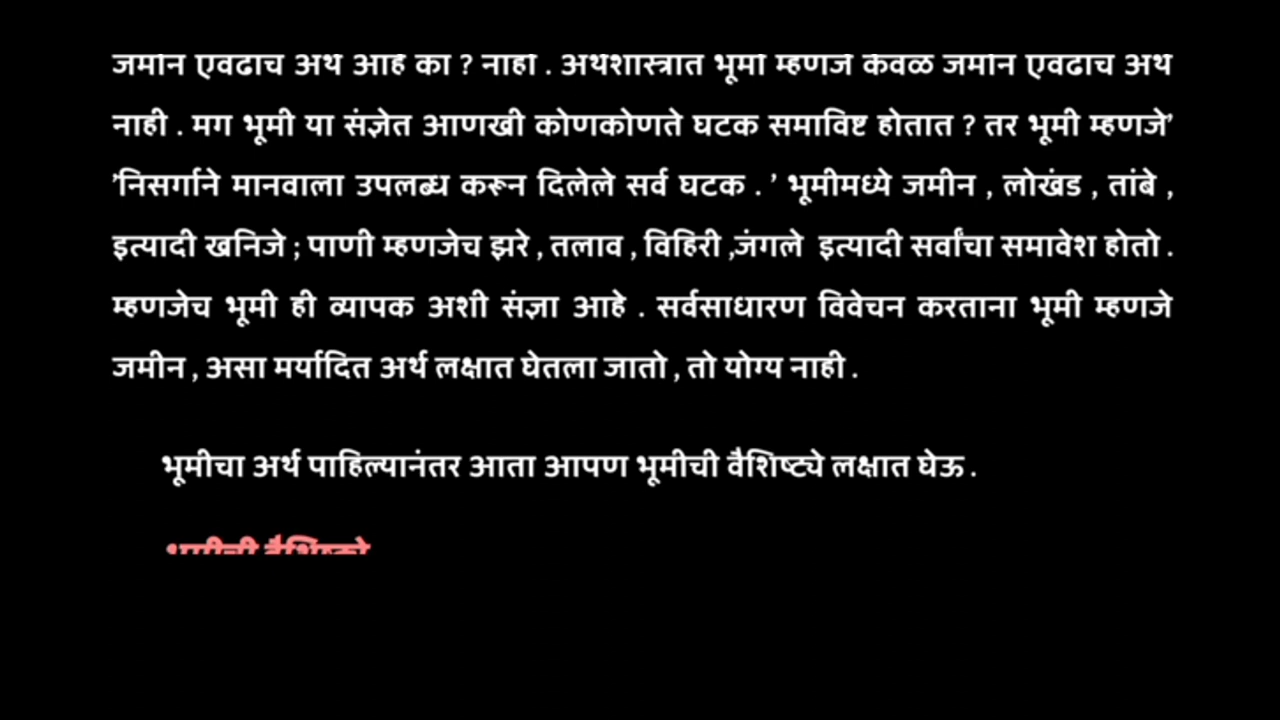 जमीन एवढाच अर्थ आहे का ? नाही . अर्थशास्त्रात भूमी म्हणजे केवळ जमीन एवढाच अर्थ
नाही . मग भूमी या संज्ञेत आणखी कोणकोणते घटक समाविष्ट होतात ? तर भूमी म्हणजे’
’निसर्गाने मानवाला उपलब्ध करून दिलेले सर्व घटक . ’ भूमीमध्ये जमीन , लोखंड , तांबे ,
इत्यादी खनिजे ; पाणी म्हणजेच झरे , तलाव , विहिरी ,जंगले इत्यादी सर्वांचा समावेश होतो .
म्हणजेच भूमी ही व्यापक अशी संज्ञा आहे . सर्वसाधारण विवेचन करताना भूमी म्हणजे
जमीन , असा मर्यादित अर्थ लक्षात घेतला जातो , तो योग्य नाही .
भूमीचा अर्थ पाहिल्यानंतर आता आपण भूमीची वैशिष्ट्ये लक्षात घेऊ .
भूमीची वैशिष्ट्ये